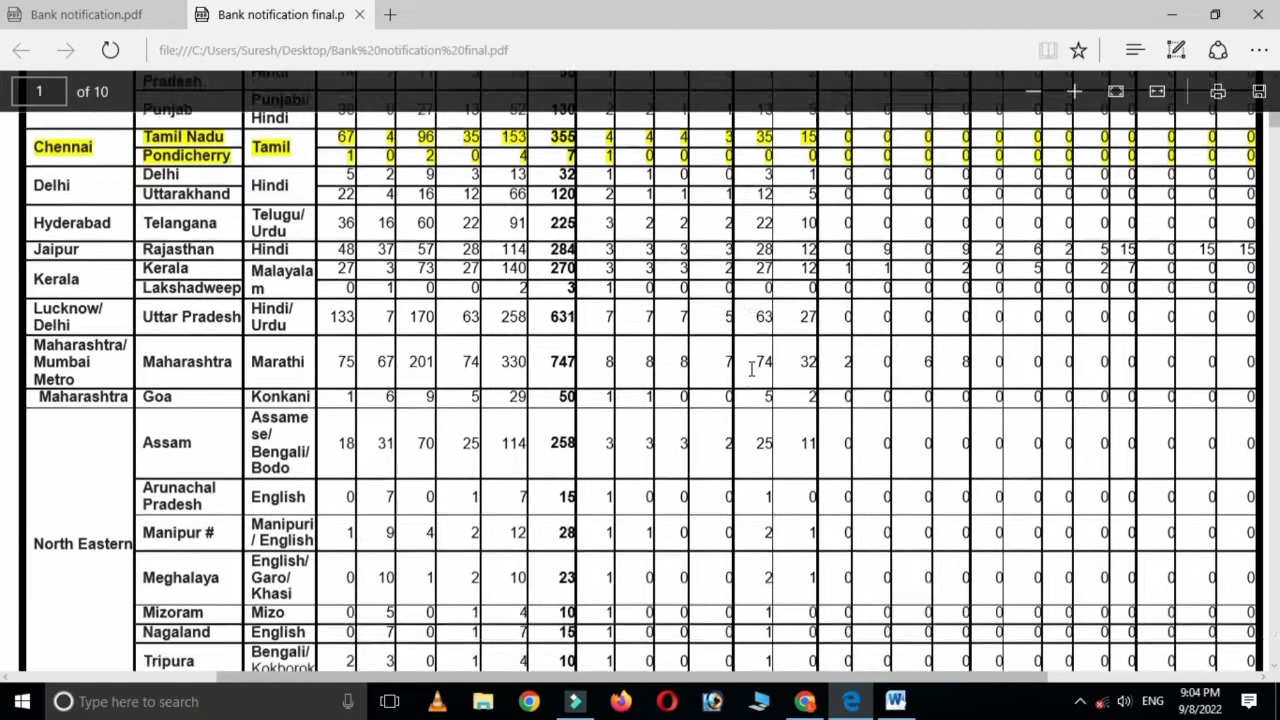 Bank notification.pdf
Bank notification final.p
file:///C:/Users/Suresh/Desktop/Bank%20notification%20final.pdf
1 of 10
Pradesh Hindi
Punjab Punjabi/ Hindi 130
Chennai Tamil Nadu Tamil 67 4 96 35 153 355 4 4 4 3 35 15 0 0 0 0 0 0 0 0 0 0 0
Pondicherry 1 0 2 0 4 7 1 0 0 0 0 0 0 0 0 0 0 0 0 0 0 0 0
Delhi Delhi Hindi 5 2 9 3 13 32 1 1 0 0 3 1 0 0 0 0 0 0 0 0 0 0 0
Uttarakhand 22 4 16 12 66 120 2 1 1 1 12 5 0 0 0 0 0 0 0 0 0 0 0
Hyderabad Telangana Telugu/ Urdu 36 16 60 22 91 225 3 2 2 2 22 10 0 0 0 0 0 0 0 0 0 0 0
Jaipur Rajasthan Hindi 48 37 57 28 114 284 3 3 3 3 28 12 0 9 0 9 2 6 2 5 15 0 15 15
Kerala Kerala Malayala m 27 3 73 27 140 270 3 3 3 2 27 12 1 1 0 2 0 5 0 2 7 0 0 0
Lakshadweep 0 1 0 0 2 3 1 0 0 0 0 0 0 0 0 0 0 0 0 0 0 0 0 0
Lucknow/ Delhi Uttar Pradesh Hindi/ Urdu 133 7 170 63 258 631 7 7 7 5 63 27 0 0 0 0 0 0 0 0 0 0 0 0
Maharashtra/ Mumbai Metro Maharashtra Marathi 75 67 201 74 330 747 8 8 8 7 74 32 2 0 6 8 0 0 0 0 0 0 0 0
Maharashtra Goa Konkani 1 6 9 5 29 50 1 1 0 0 5 2 0 0 0 0 0 0 0 0 0 0 0 0
North Eastern Assam Assame se/ Bengali/ Bodo 18 31 70 25 114 258 3 3 3 2 25 11 0 0 0 0 0 0 0 0 0 0 0 0
Arunachal Pradesh English 0 7 0 1 7 15 1 0 0 0 1 0 0 0 0 0 0 0 0 0 0 0 0 0
Manipur # Manipuri / English 1 9 4 2 12 28 1 1 0 0 2 1 0 0 0 0 0 0 0 0 0 0 0 0
Meghalaya English/ Garo/ Khasi 0 10 1 2 10 23 1 0 0 0 2 1 0 0 0 0 0 0 0 0 0 0 0 0
Mizoram Mizo 0 5 0 1 4 10 1 0 0 0 1 0 0 0 0 0 0 0 0 0 0 0 0 0
Nagaland English 0 7 0 1 7 15 1 0 0 0 1 0 0 0 0 0 0 0 0 0 0 0 0 0
Tripura Bengali/ Kokborok 2 3 0 1 4 10 1 0 0 0 1 0 0 0 0 0 0 0 0 0 0 0 0 0
Type here to search
ENG
9:04 PM
9/8/2022